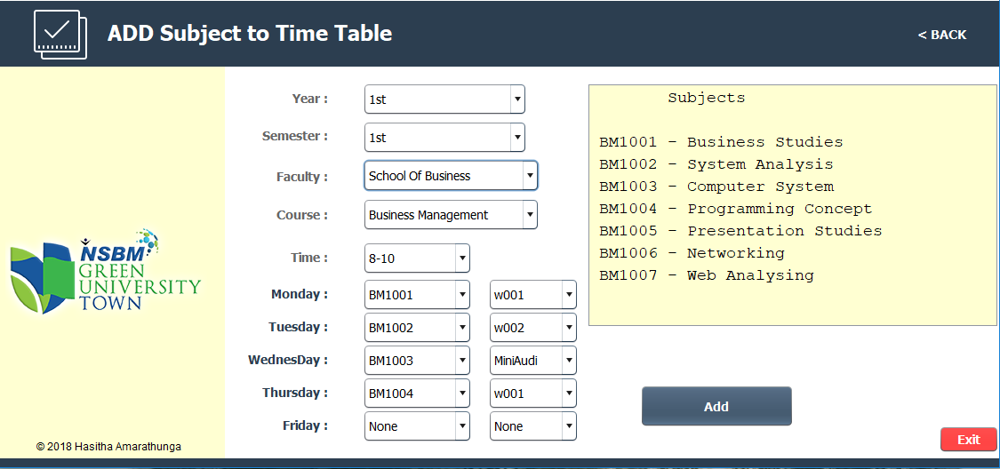 ADD Subject to Time Table
< BACK
Year :
1st
Semester :
1st
Faculty :
School Of Business
Course :
Business Management
Time :
8-10
Monday :
BM1001
w001
Tuesday :
BM1002
w002
WednesDay :
BM1003
MiniAudi
Thursday :
BM1004
w001
Friday :
None
None
Subjects
BM1001 - Business Studies
BM1002 - System Analysis
BM1003 - Computer System
BM1004 - Programming Concept
BM1005 - Presentation Studies
BM1006 - Networking
BM1007 - Web Analysing
Add
Exit
NSBM
GREEN
UNIVERSITY
TOWN
© 2018 Hasitha Amarathunga